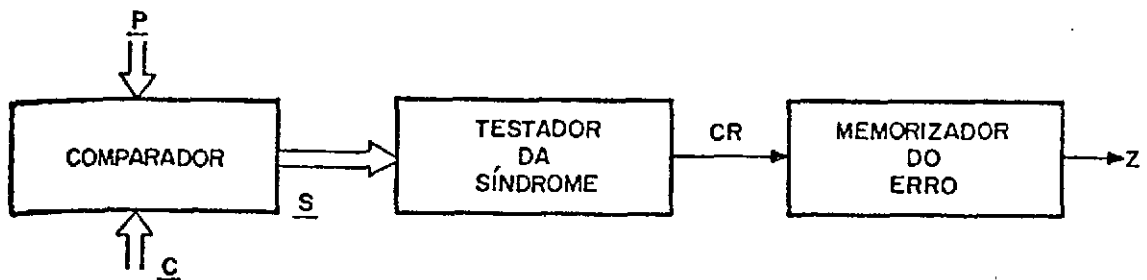 P
COMPARADOR
S
C
TESTADOR
DA
SÍNDROME
CR
MEMORIZADOR
DO
ERRO
Z